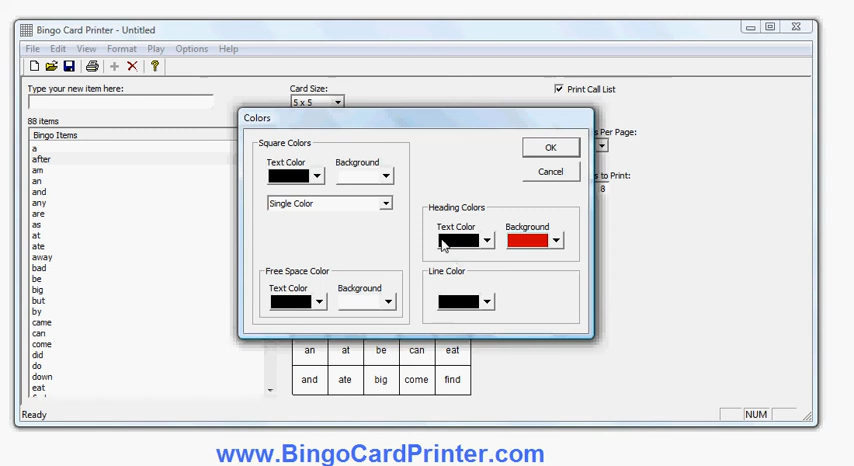 Bingo Card Printer - Untitled
File Edit View Format Play Options Help
Type your new item here:
Card Size:
5 x 5
Print Call List
88 items
Bingo Items
a
after
am
an
and
any
are
as
at
ate
away
bad
be
big
but
by
came
can
come
did
do
down
eat
Per Page:
to Print:
8
Colors
Square Colors
Text Color Background
Single Color
OK
Cancel
Heading Colors
Text Color Background
Free Space Color
Text Color Background
Line Color
an at be can eat
and ate big come find
Ready
NUM
www.BingoCardPrinter.com